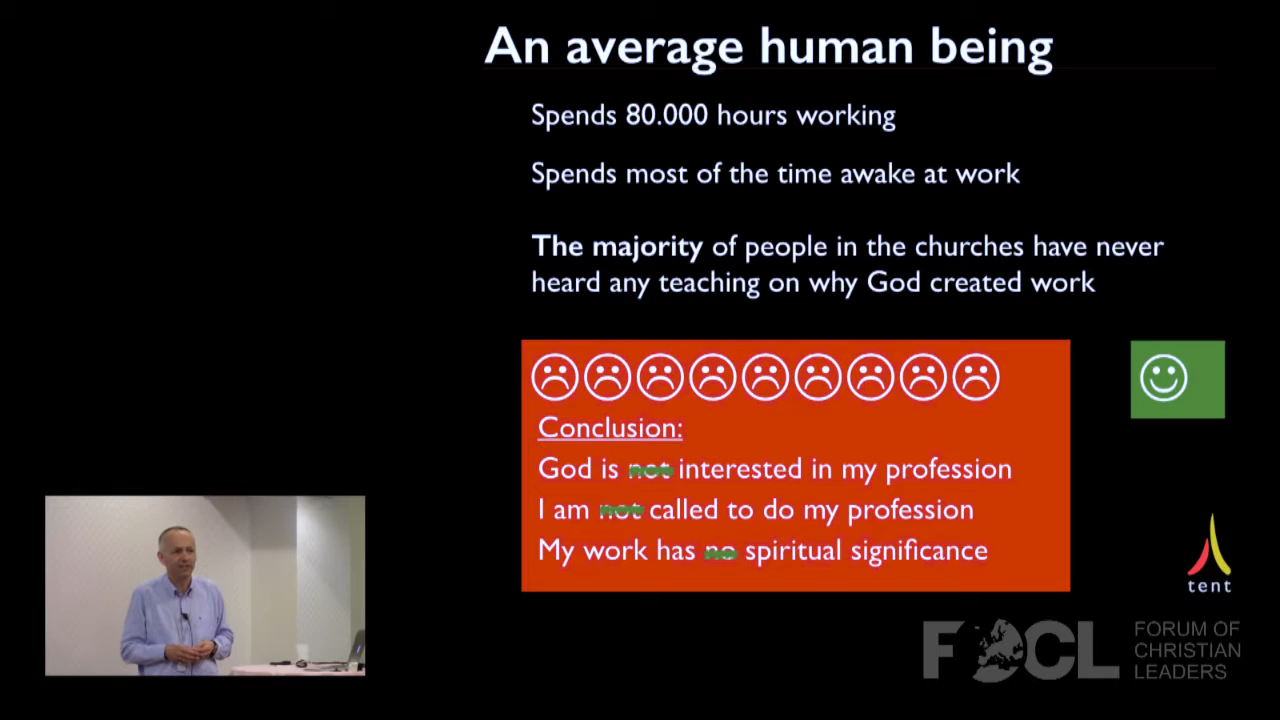 An average human being
Spends 80.000 hours working
Spends most of the time awake at work
The majority of people in the churches have never
heard any teaching on why God created work
Conclusion:
God is not interested in my profession
I am not called to do my profession
My work has no spiritual significance
tent
FOCL
FORUM OF
CHRISTIAN
LEADERS